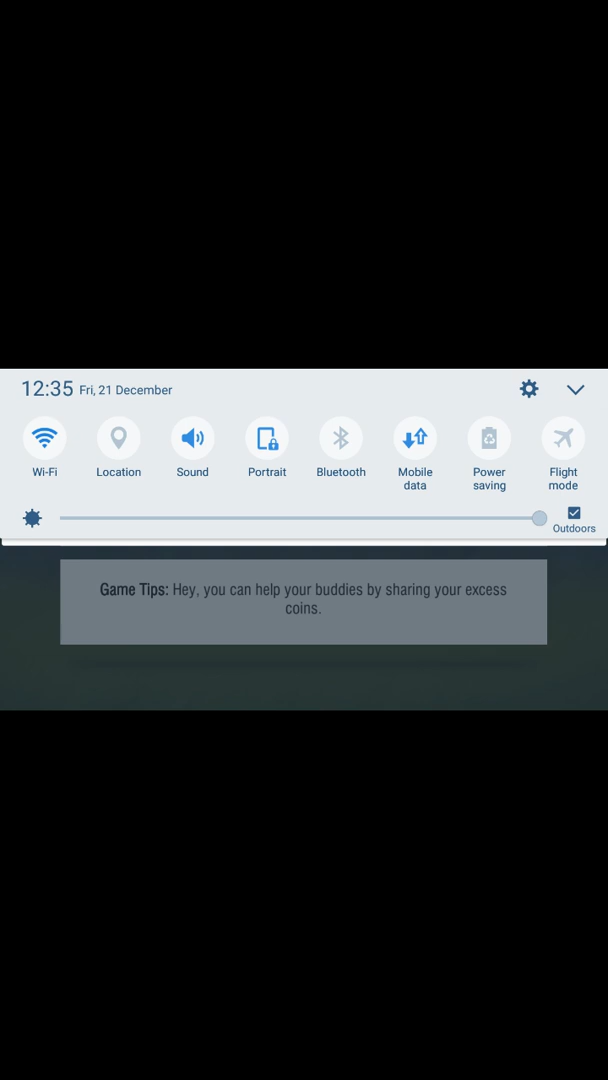 12:35 Fri, 21 December
Wi-Fi Location Sound Portrait Bluetooth Mobile data Power saving Flight mode
Outdoors
Game Tips: Hey, you can help your buddies by sharing your excess
coins.